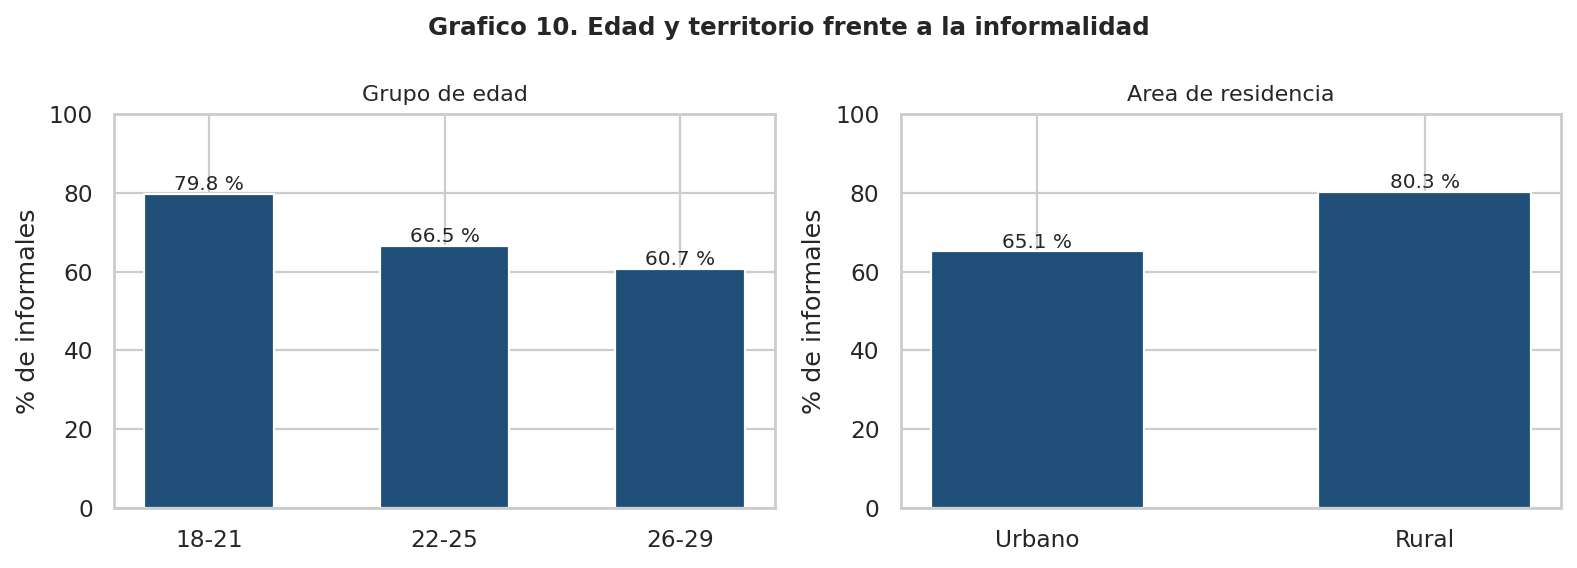 Grafico 10. Edad y territorio frente a la informalidad
Grupo de edad
% de informales
100
80
60
40
20
0
79.8 %
66.5 %
60.7 %
18-21
22-25
26-29
Area de residencia
% de informales
100
80
60
40
20
0
65.1 %
80.3 %
Urbano
Rural